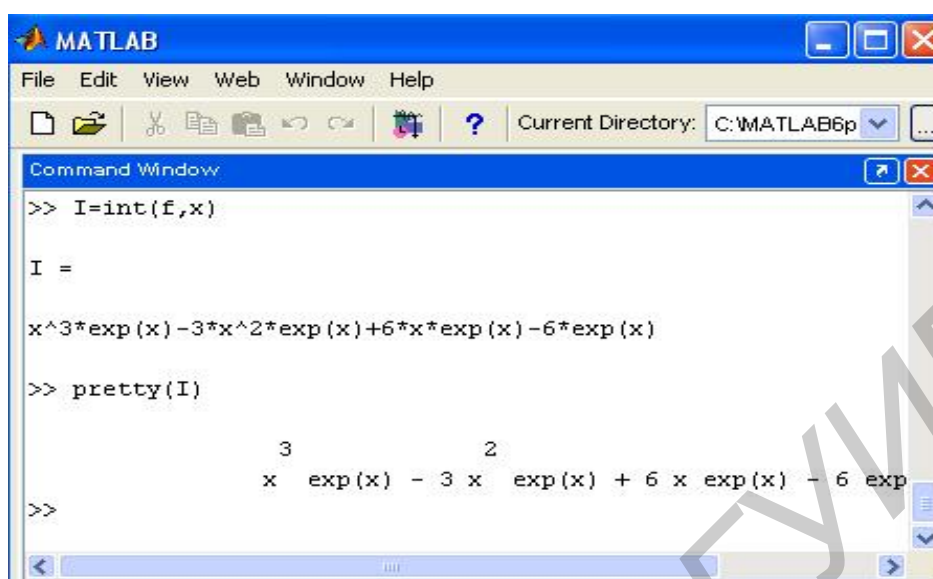 MATLAB
File Edit View Web Window Help
? Current Directory: C:\MATLAB6p ...
Command Window
>> I=int(f,x)
I =
x^3*exp(x)-3*x^2*exp(x)+6*x*exp(x)-6*exp(x)
>> pretty(I)
3 2
x exp(x) - 3 x exp(x) + 6 x exp(x) - 6 exp
>>
ГУИ